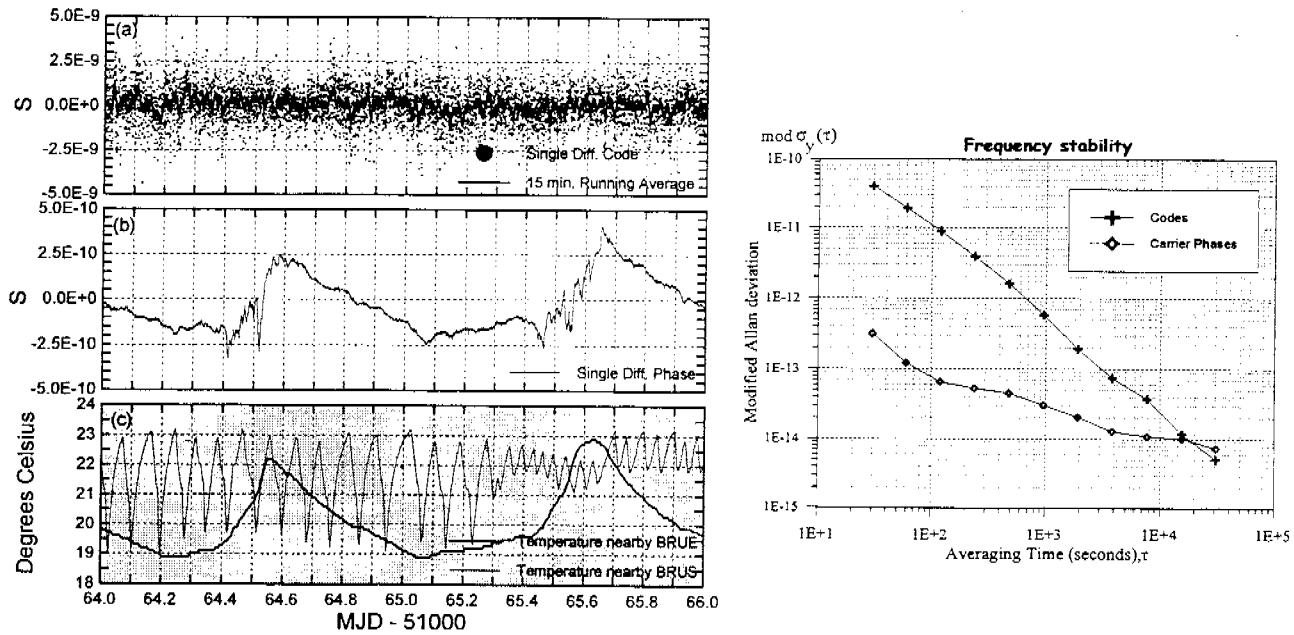 5.0E-9
(a)
2.5E-9
0.0E+0
S
-2.5E-9
Single Diff. Code
15 min. Running Average
-5.0E-9
5.0E-10
(b)
2.5E-10
0.0E+0
S
-2.5E-10
Single Diff. Phase
-5.0E-10
24
(c)
23
22
21
20
19
18
Degrees Celsius
Temperature nearby BRUE
Temperature nearby BRUS
64.0 64.2 64.4 64.6 64.8 65.0 65.2 65.4 65.6 65.8 66.0
MJD - 51000
mod σy(τ)
Frequency stability
1E-10
1E-11
1E-12
1E-13
1E-14
1E-15
Modified Allan deviation
Codes
Carrier Phases
1E+1 1E+2 1E+3 1E+4 1E+5
Averaging Time (seconds),τ